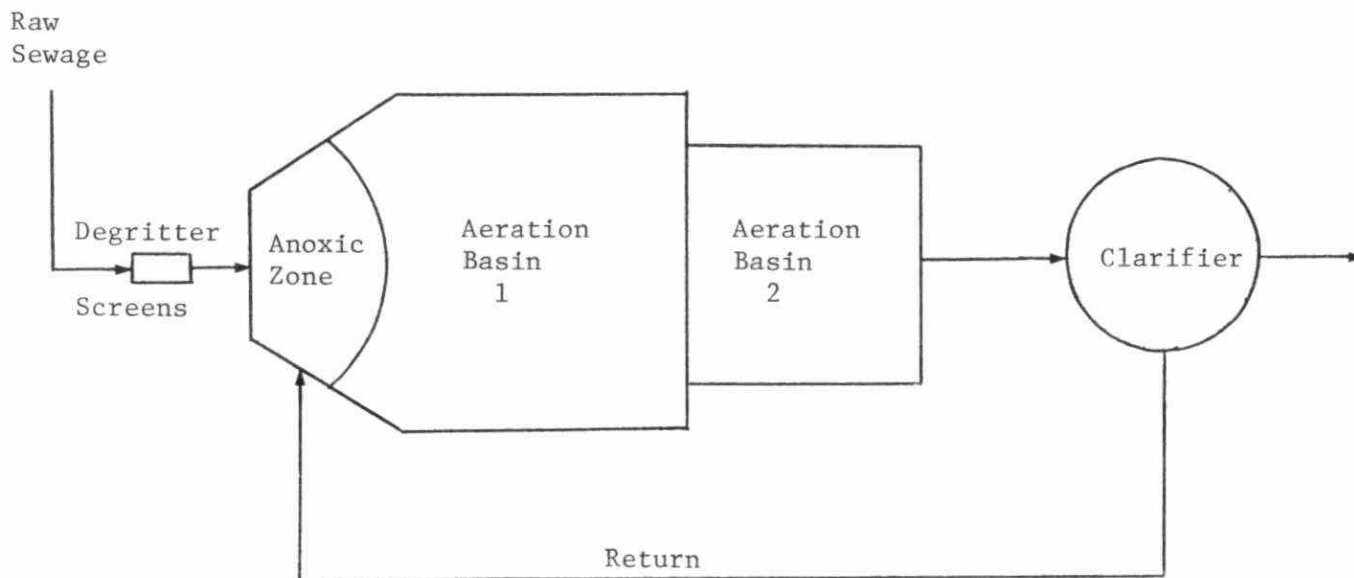 Raw
Sewage
Degritter
Screens
Anoxic
Zone
Aeration
Basin
1
Aeration
Basin
2
Clarifier
Return